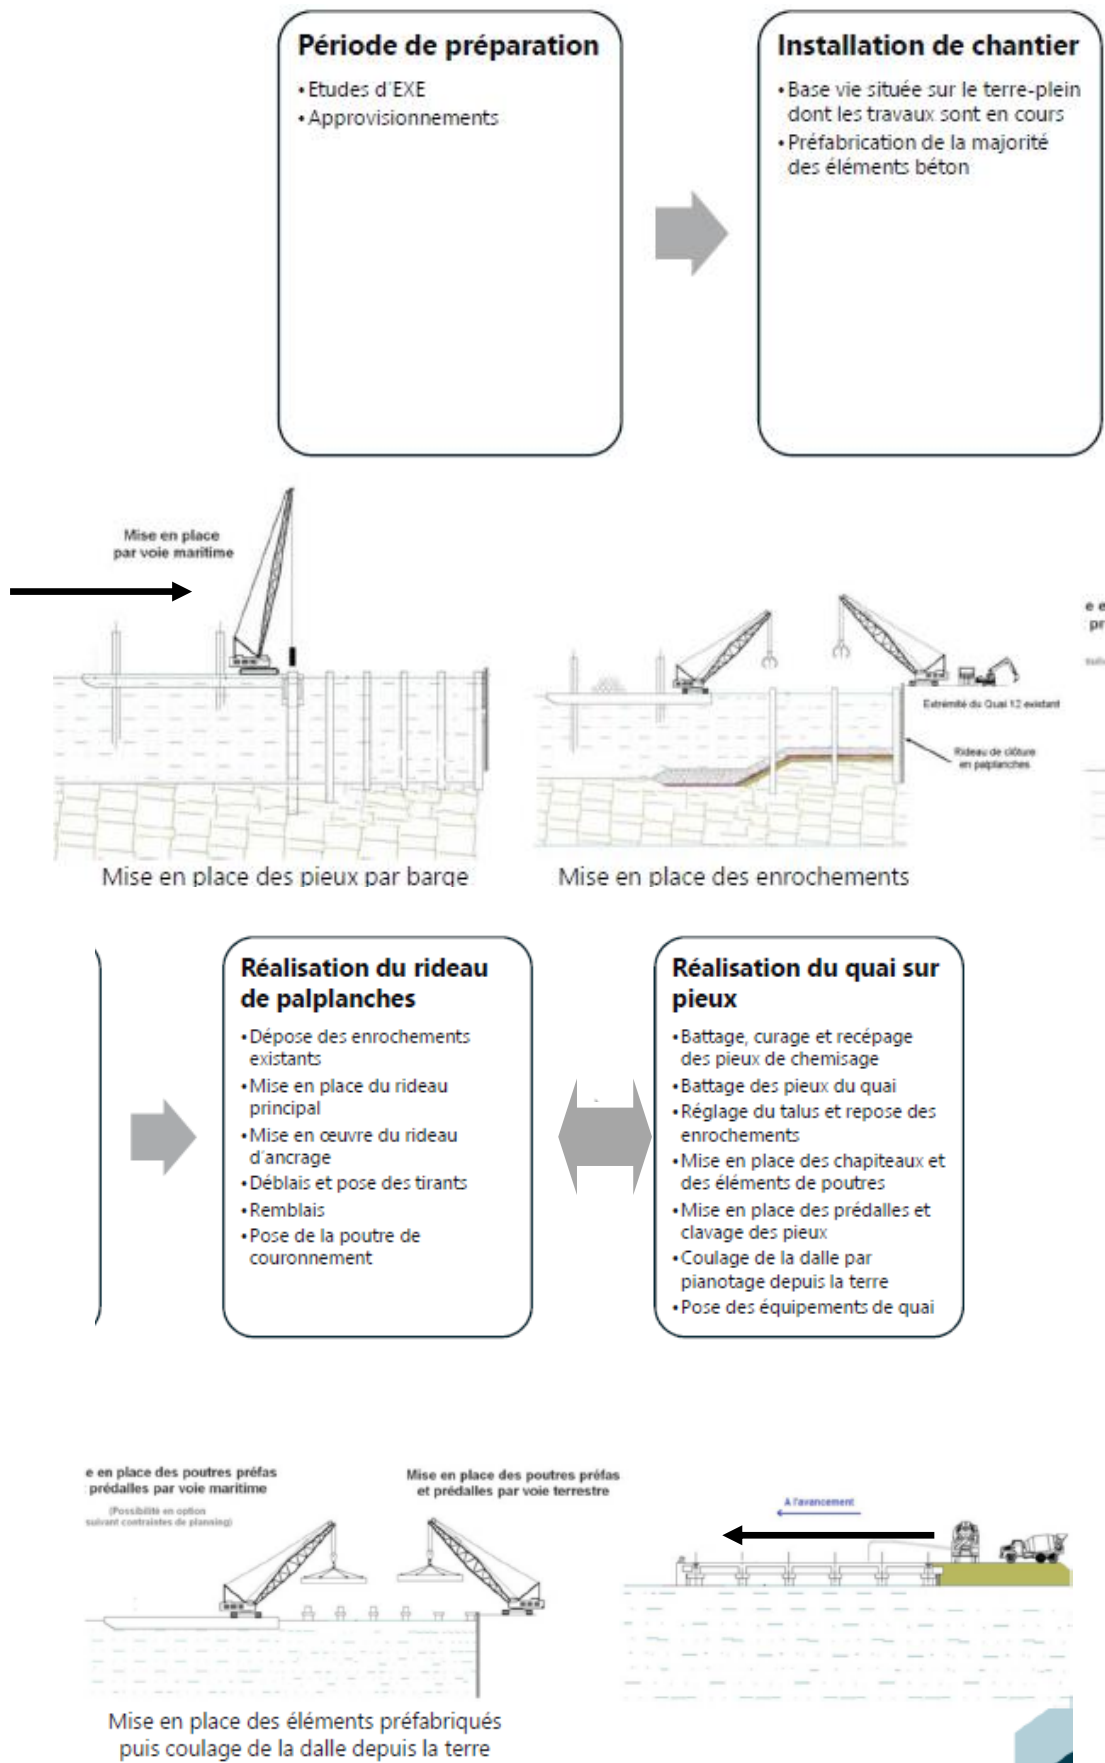 Période de préparation
• Etudes d'EXE
• Approvisionnements
Installation de chantier
• Base vie située sur le terre-plein
dont les travaux sont en cours
• Préfabrication de la majorité
des éléments béton
Mise en place
par voie maritime
Extrémité du Quai 12 existant
Rideau de clôture
en palplanches
e e
pr
suiv
Mise en place des pieux par barge
Mise en place des enrochements
Réalisation du rideau
de palplanches
• Dépose des enrochements
existants
• Mise en place du rideau
principal
• Mise en œuvre du rideau
d'ancrage
• Déblais et pose des tirants
• Remblais
• Pose de la poutre de
couronnement
Réalisation du quai sur
pieux
• Battage, curage et recépage
des pieux de chemisage
• Battage des pieux du quai
• Réglage du talus et repose des
enrochements
• Mise en place des chapiteaux et
des éléments de poutres
• Mise en place des prédalles et
clavage des pieux
• Coulage de la dalle par
pianotage depuis la terre
• Pose des équipements de quai
e en place des poutres préfas
prédalles par voie maritime
(Possibilité en option
suivant contraintes de planning)
Mise en place des poutres préfas
et prédalles par voie terrestre
A l'avancement
Mise en place des éléments préfabriqués
puis coulage de la dalle depuis la terre